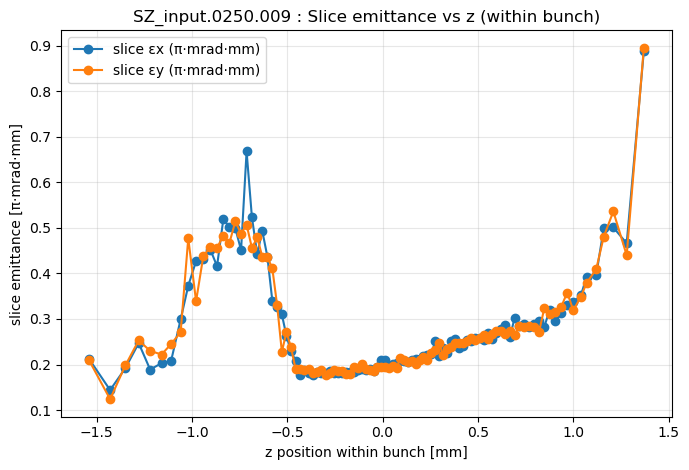 SZ_input.0250.009 : Slice emittance vs z (within bunch)
slice εx (π·mrad·mm)
slice εy (π·mrad·mm)
slice emittance [π·mrad·mm]
0.9
0.8
0.7
0.6
0.5
0.4
0.3
0.2
0.1
−1.5 −1.0 −0.5 0.0 0.5 1.0 1.5
z position within bunch [mm]